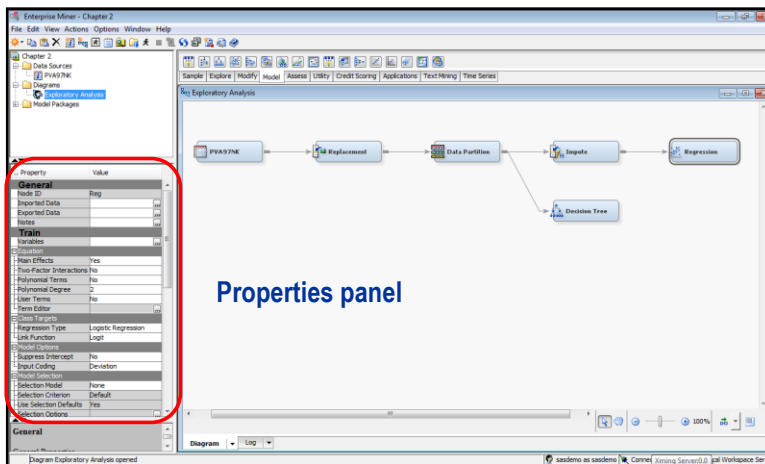 Enterprise Miner - Chapter 2
File Edit View Actions Options Window Help
Chapter 2
Data Sources
PVA97NK
Diagrams
Exploratory Analysis
Model Packages
Sample Explore Modify Model Assess Utility Credit Scoring Applications Text Mining Time Series
Exploratory Analysis
PVA97NK
Replacement
Data Partition
Impute
Regression
Decision Tree
Properties panel
.. Property Value
General
Node ID Reg
Imported Data ...
Exported Data ...
Notes ...
Train
Variables ...
Equation
Main Effects Yes
Two-Factor Interactions No
Polynomial Terms No
Polynomial Degree 2
User Terms No
Term Editor ...
Class Targets
Regression Type Logistic Regression
Link Function Logit
Model Options
Suppress Intercept No
Input Coding Deviation
Model Selection
Selection Model None
Selection Criterion Default
Use Selection Defaults Yes
Selection Options ...
General
General Properties
100%
Diagram Log
Diagram Exploratory Analysis opened
sasdemo as sasdemo Connec Xming Server:0.0 cal Workspace Ser